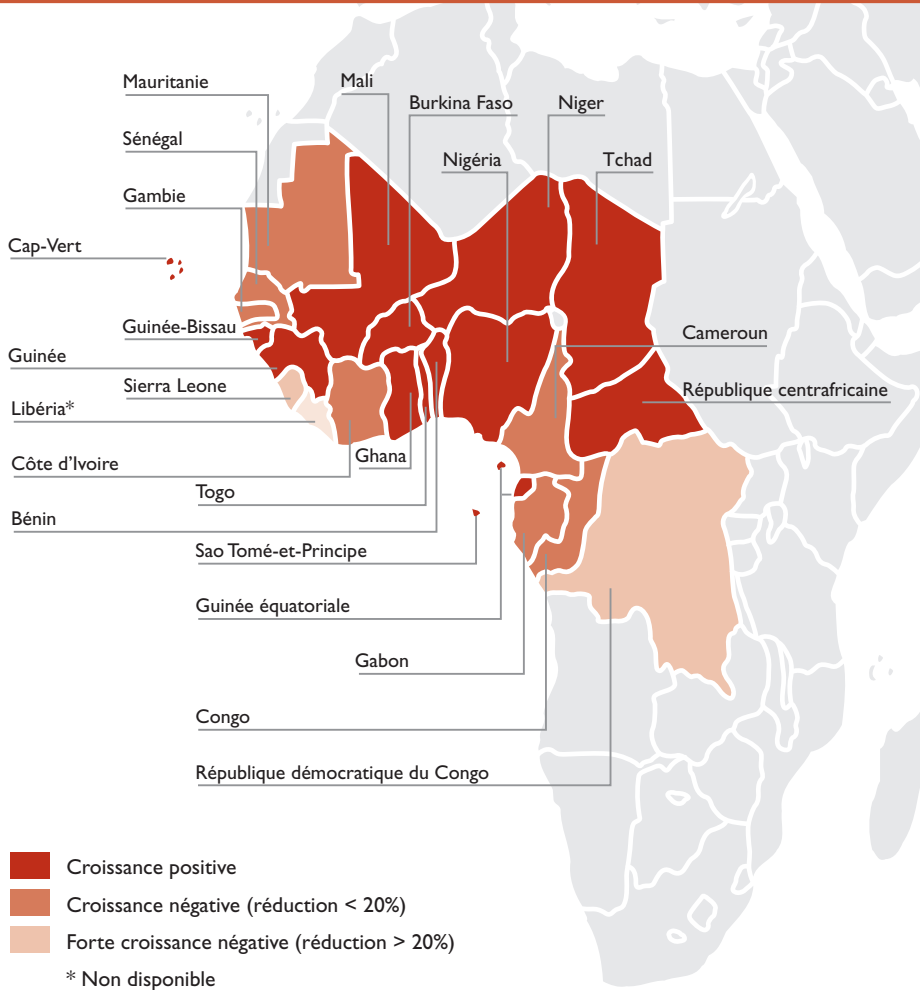 Mauritanie
Mali
Burkina Faso
Niger
Sénégal
Nigéria
Tchad
Gambie
Cap-Vert
Guinée-Bissau
Cameroun
Guinée
Sierra Leone
République centrafricaine
Libéria*
Côte d'Ivoire
Ghana
Togo
Bénin
Sao Tomé-et-Principe
Guinée équatoriale
Gabon
Congo
République démocratique du Congo
Croissance positive
Croissance négative (réduction < 20%)
Forte croissance négative (réduction > 20%)
* Non disponible